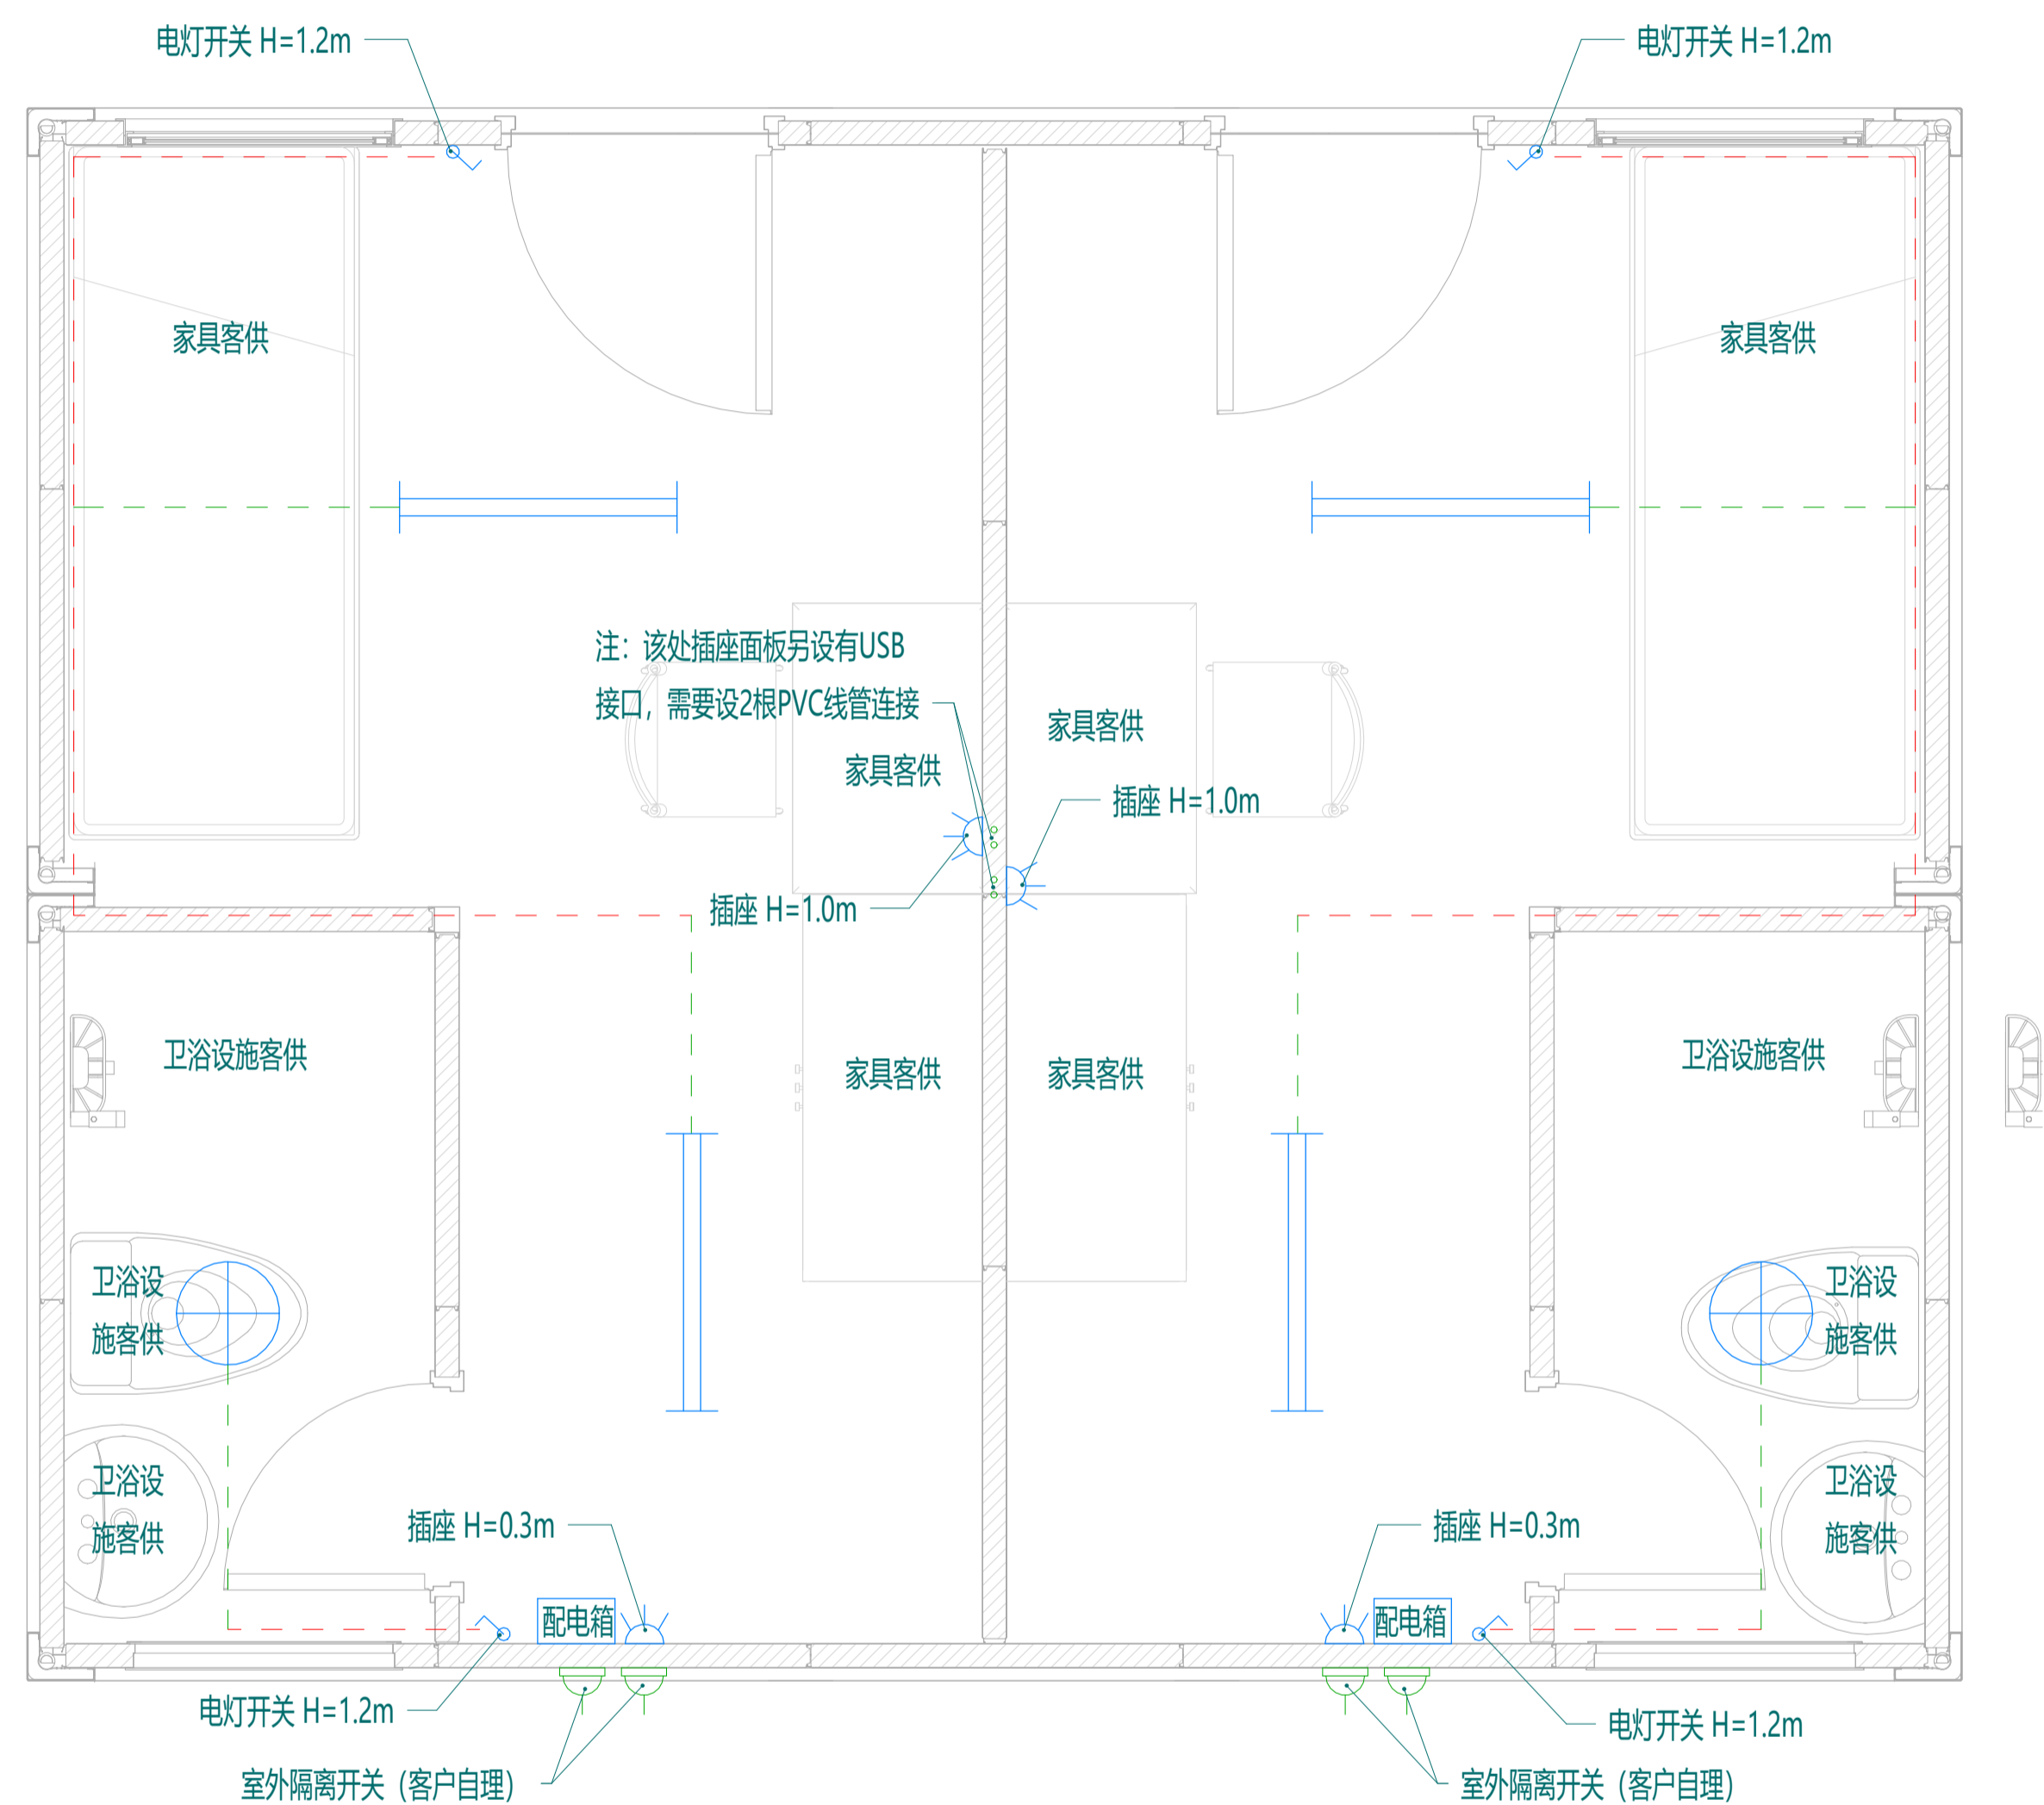 电灯开关 H=1.2m
电灯开关 H=1.2m
家具客供
家具客供
注：该处插座面板另设有USB
接口，需要设2根PVC线管连接
家具客供
家具客供
插座 H=1.0m
插座 H=1.0m
卫浴设施客供
家具客供
家具客供
卫浴设施客供
卫浴设
施客供
卫浴设
施客供
卫浴设
施客供
卫浴设
施客供
插座 H=0.3m
插座 H=0.3m
配电箱
配电箱
电灯开关 H=1.2m
电灯开关 H=1.2m
室外隔离开关（客户自理）
室外隔离开关（客户自理）